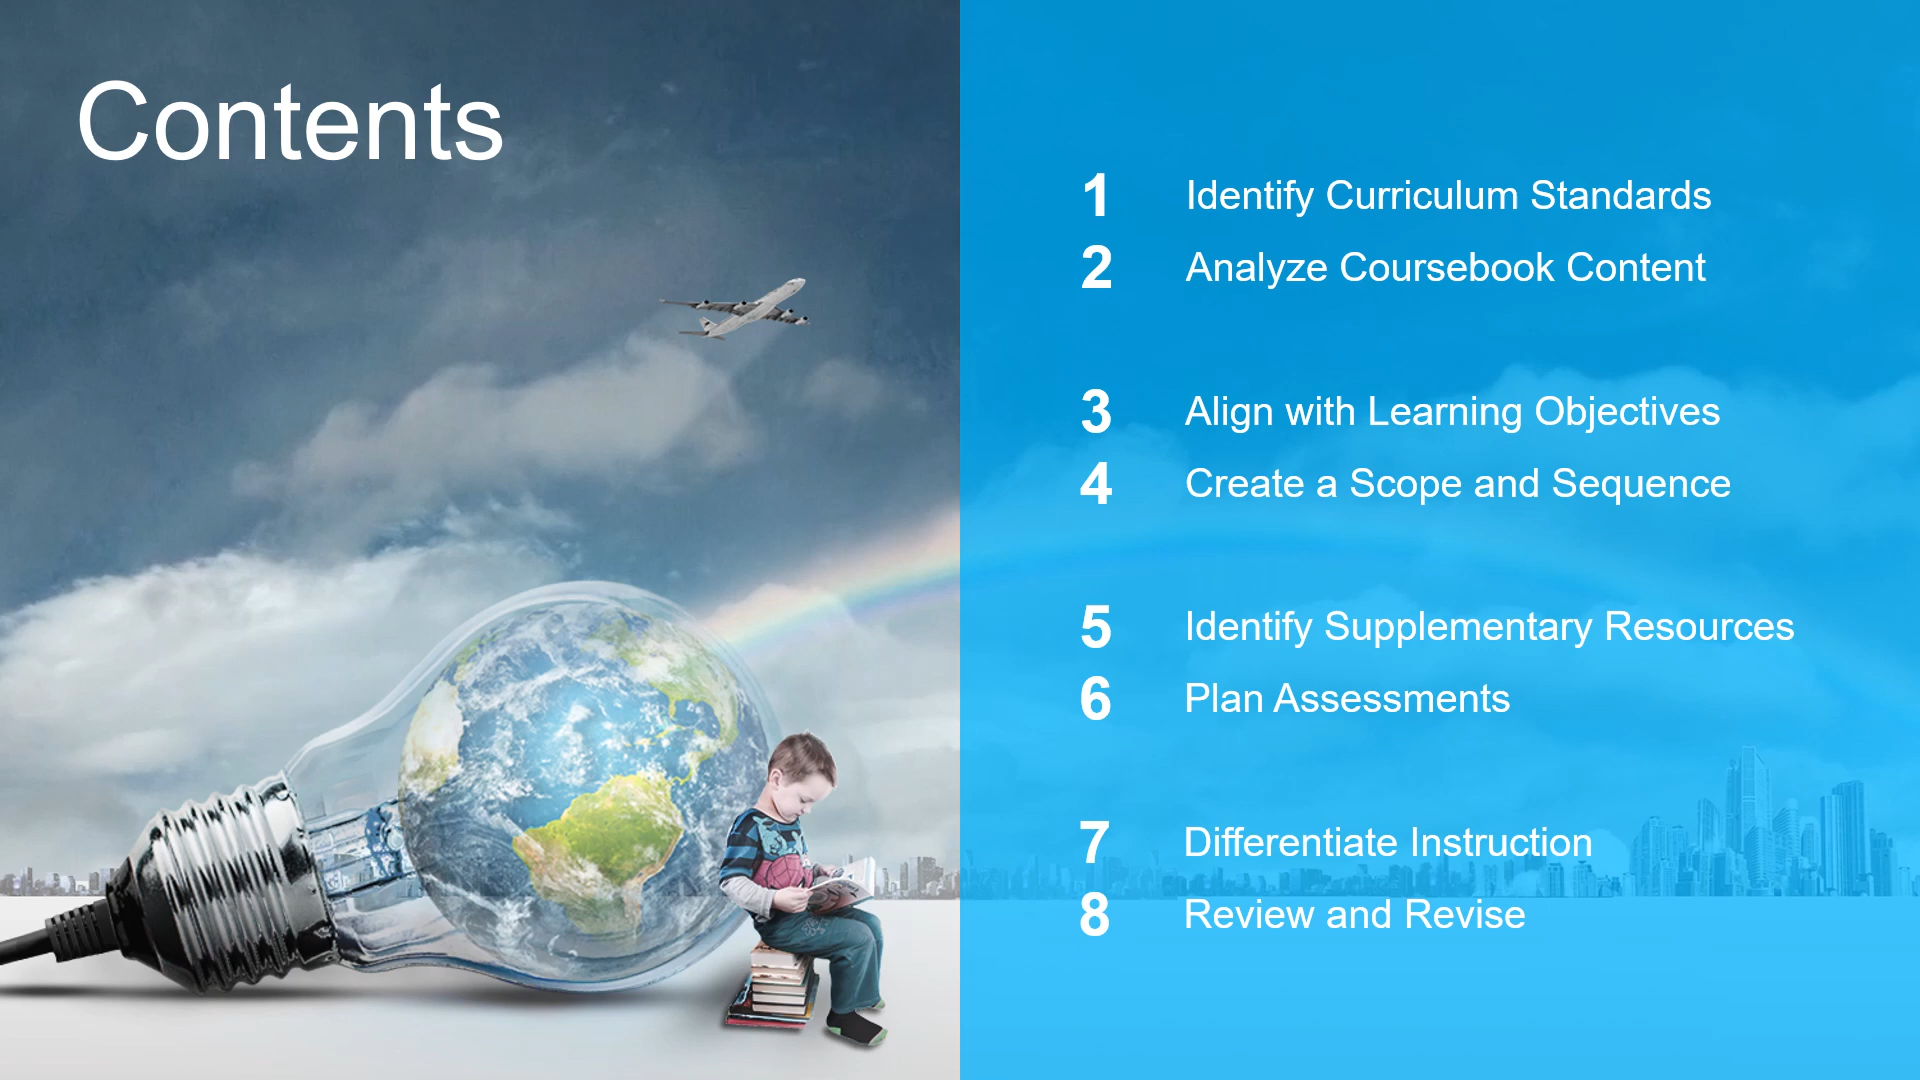 Contents
1 Identify Curriculum Standards
2 Analyze Coursebook Content
3 Align with Learning Objectives
4 Create a Scope and Sequence
5 Identify Supplementary Resources
6 Plan Assessments
7 Differentiate Instruction
8 Review and Revise